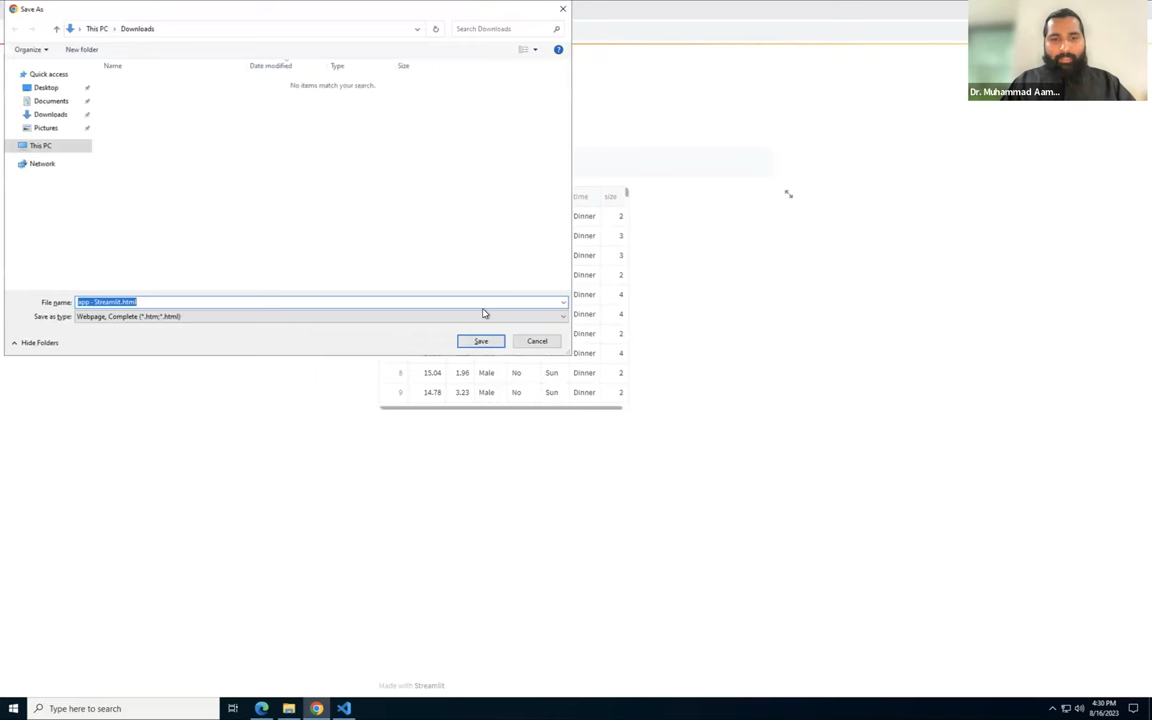 Save As
This PC > Downloads
Search Downloads
Organize
New folder
Name
Date modified
Type
Size
No items match your search.
Quick access
Desktop
Documents
Downloads
Pictures
This PC
Network
File name:
app · Streamlit.html
Save as type:
Webpage, Complete (*.htm;*.html)
Hide Folders
Save
Cancel
Dr. Muhammad Aam...
time size
Dinner 2
Dinner 3
Dinner 3
Dinner 2
Dinner 4
Dinner 4
Dinner 2
Dinner 4
8 15.04 1.96 Male No Sun Dinner 2
9 14.78 3.23 Male No Sun Dinner 2
Made with Streamlit
Type here to search
4:30 PM
8/16/2023